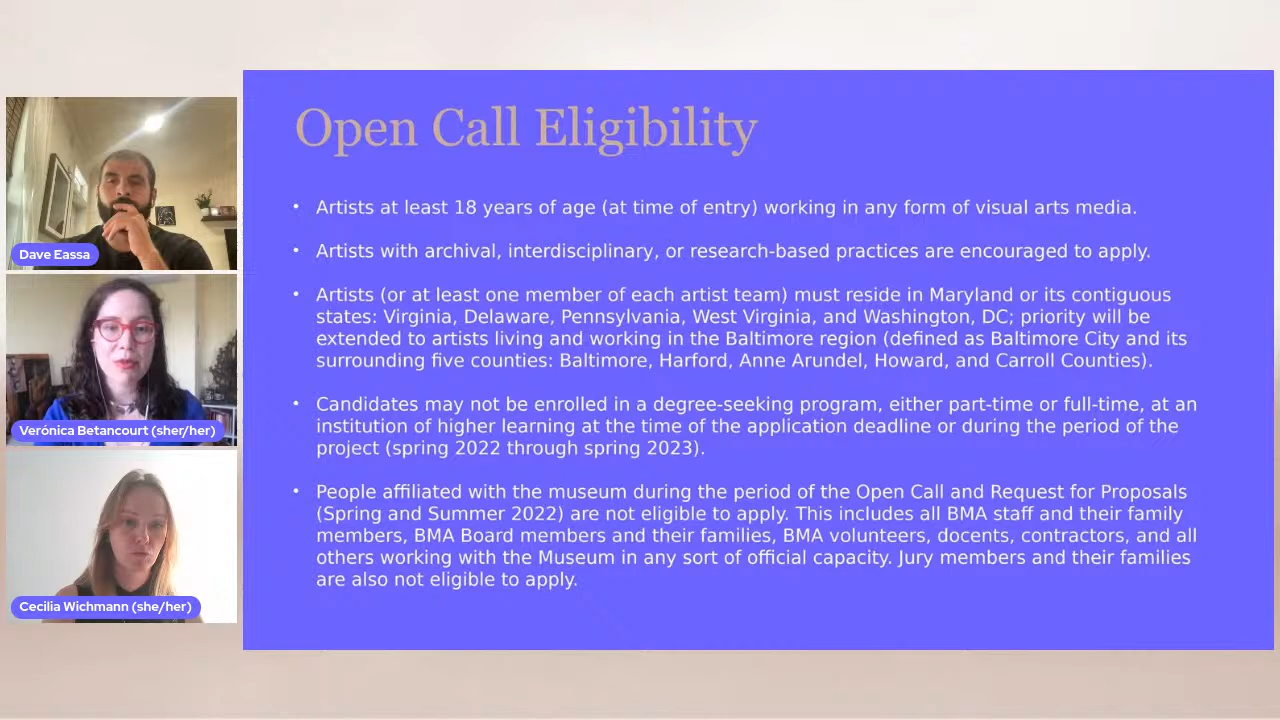 Open Call Eligibility
• Artists at least 18 years of age (at time of entry) working in any form of visual arts media.
• Artists with archival, interdisciplinary, or research-based practices are encouraged to apply.
• Artists (or at least one member of each artist team) must reside in Maryland or its contiguous
states: Virginia, Delaware, Pennsylvania, West Virginia, and Washington, DC; priority will be
extended to artists living and working in the Baltimore region (defined as Baltimore City and its
surrounding five counties: Baltimore, Harford, Anne Arundel, Howard, and Carroll Counties).
• Candidates may not be enrolled in a degree-seeking program, either part-time or full-time, at an
institution of higher learning at the time of the application deadline or during the period of the
project (spring 2022 through spring 2023).
• People affiliated with the museum during the period of the Open Call and Request for Proposals
(Spring and Summer 2022) are not eligible to apply. This includes all BMA staff and their family
members, BMA Board members and their families, BMA volunteers, docents, contractors, and all
others working with the Museum in any sort of official capacity. Jury members and their families
are also not eligible to apply.
Dave Eassa
Verónica Betancourt (she/her)
Cecilia Wichmann (she/her)